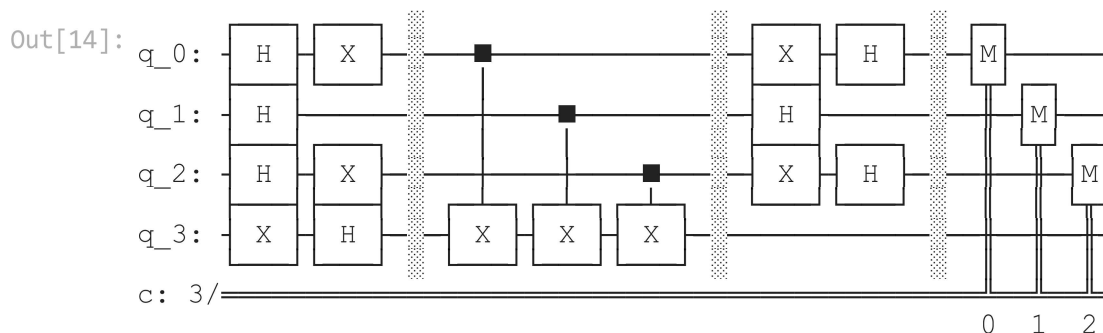 Out[14]:
q_0: H X X H M
q_1: H H M
q_2: H X X H M
q_3: X H X X X
c: 3/
0 1 2